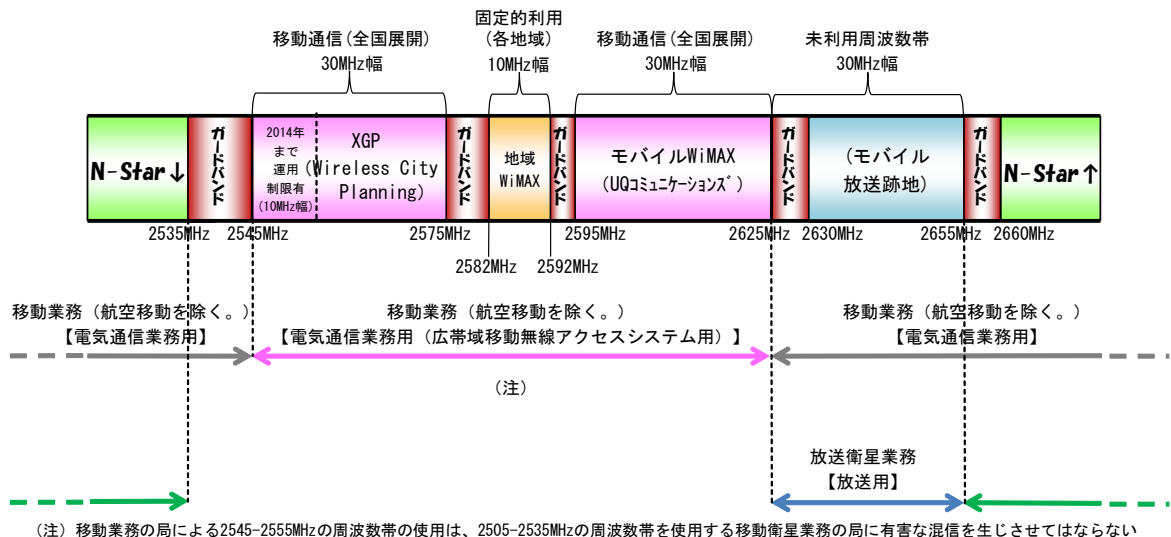 固定的利用
移動通信(全国展開)
(各地域)
移動通信(全国展開)
未利用周波数帯
30MHz幅
10MHz幅
30MHz幅
30MHz幅
N-Star↓
ガードバンド
2014年
まで
運用
制限有
(10MHz幅)
XGP
(Wireless City
Planning)
ガードバンド
地域
WiMAX
ガードバンド
モバイルWiMAX
(UQコミュニケーションズ)
ガードバンド
(モバイル
放送跡地)
ガードバンド
N-Star↑
2535MHz
2545MHz
2575MHz
2595MHz
2625MHz
2630MHz
2655MHz
2660MHz
2582MHz
2592MHz
移動業務(航空移動を除く。)
【電気通信業務用】
移動業務(航空移動を除く。)
【電気通信業務用(広帯域移動無線アクセスシステム用)】
移動業務(航空移動を除く。)
【電気通信業務用】
(注)
放送衛星業務
【放送用】
(注)移動業務の局による2545-2555MHzの周波数帯の使用は、2505-2535MHzの周波数帯を使用する移動衛星業務の局に有害な混信を生じさせてはならない